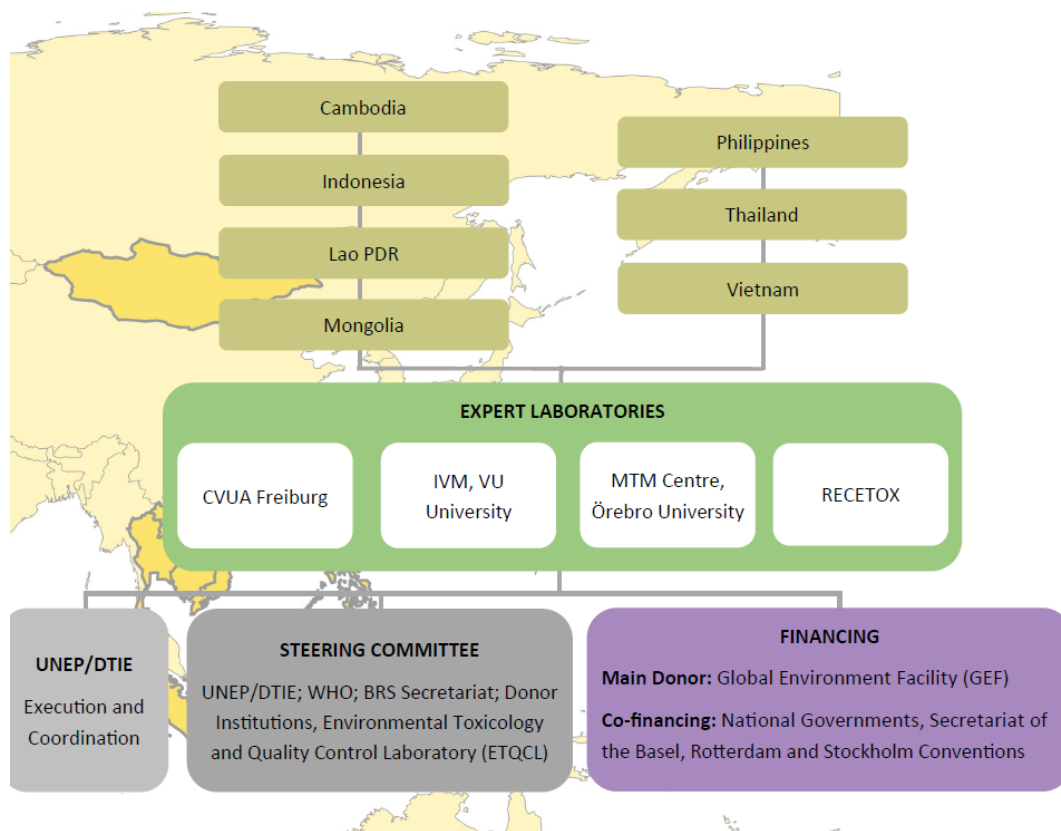 Cambodia
Indonesia
Lao PDR
Mongolia
Philippines
Thailand
Vietnam
EXPERT LABORATORIES
CVUA Freiburg
IVM, VU
University
MTM Centre,
Örebro University
RECETOX
UNEP/DTIE
Execution and
Coordination
STEERING COMMITTEE
UNEP/DTIE; WHO; BRS Secretariat; Donor
Institutions, Environmental Toxicology
and Quality Control Laboratory (ETQCL)
FINANCING
Main Donor: Global Environment Facility (GEF)
Co-financing: National Governments, Secretariat of
the Basel, Rotterdam and Stockholm Conventions